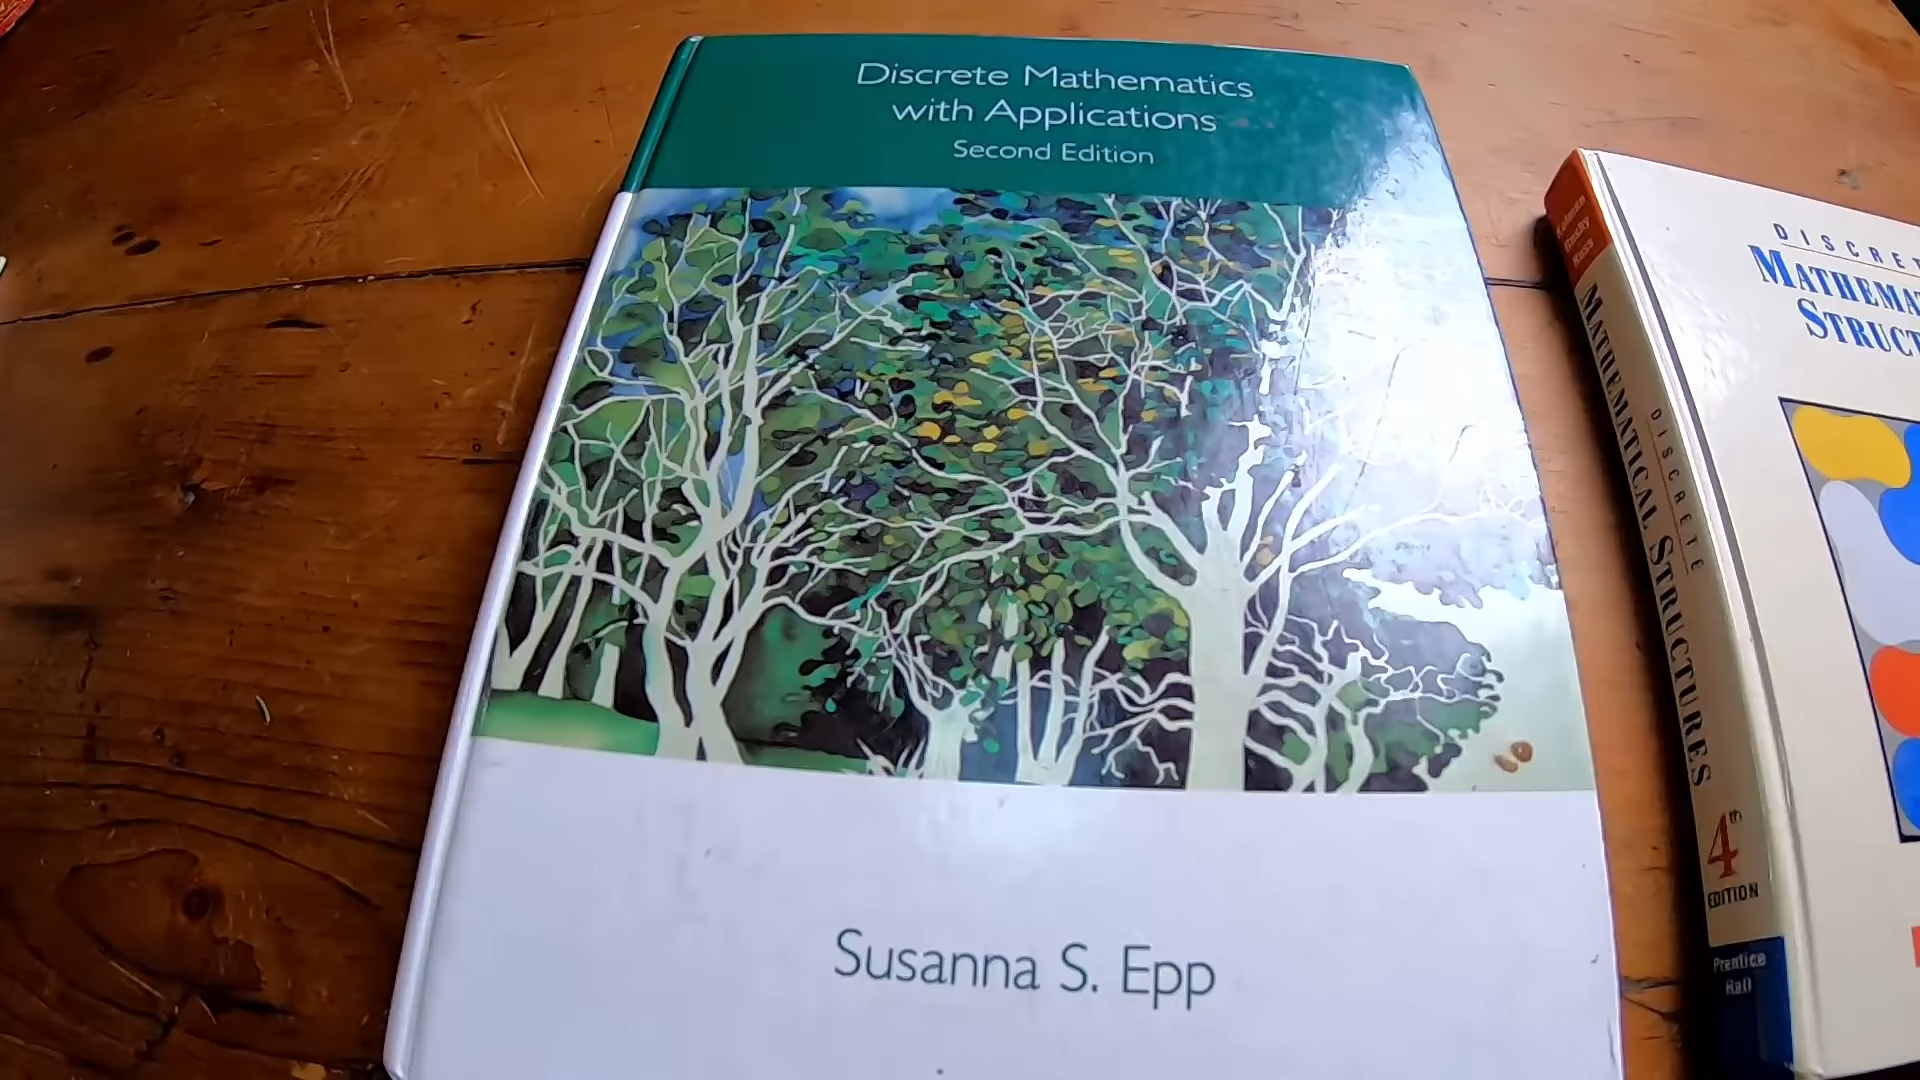 Discrete Mathematics
with Applications
Second Edition
Susanna S. Epp
Kolman
Busby
Ross
DISCRETE
MATHEMATICAL STRUCTURES
4TH
EDITION
Prentice
Hall
DISCRET
MATHEMA
STRUCT